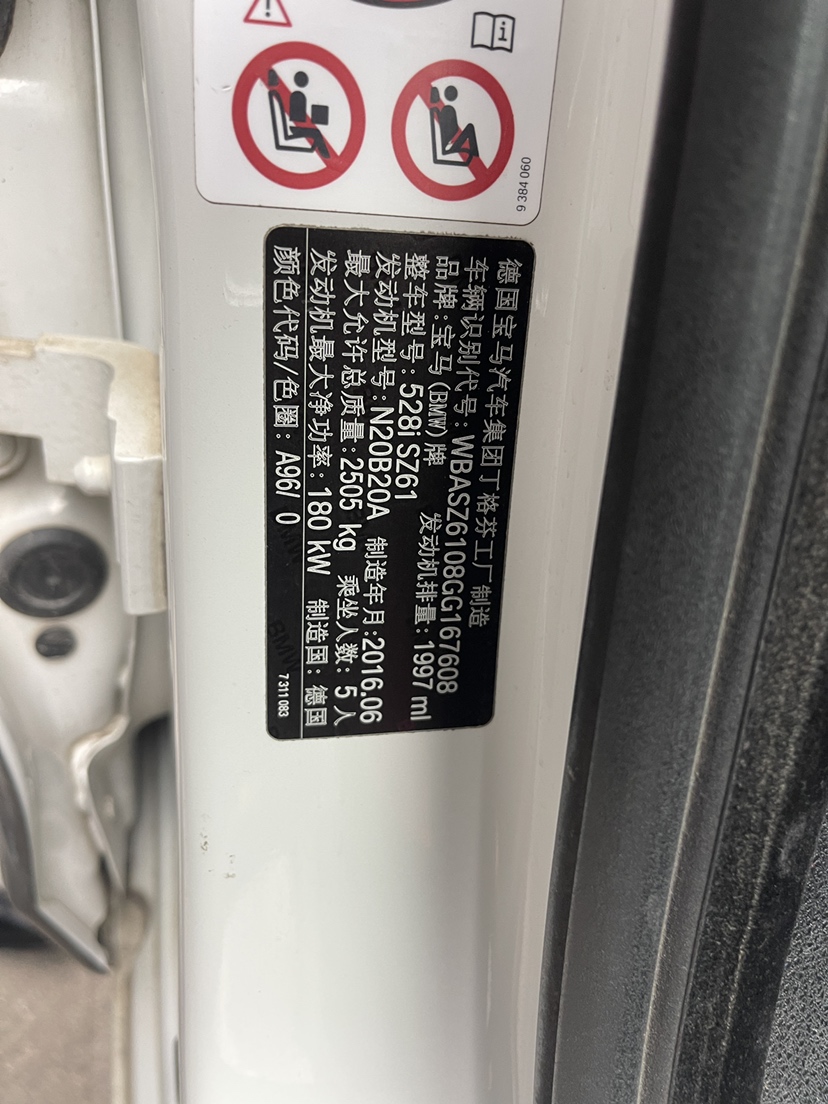 9 384 060
德国宝马汽车集团丁格芬工厂 制造
车辆识别代号: WBASZ6108GG167608
品牌:宝马(BMW)牌 发动机排量: 1997 ml
整车型号: 528i SZ61
发动机型号: N20B20A 制造年月:2016.06
最大允许总质量: 2505 kg 乘坐人数: 5 人
发动机最大净功率: 180 kW 制造国: 德国
颜色代码/色圈: A96/ 0
7 311 083